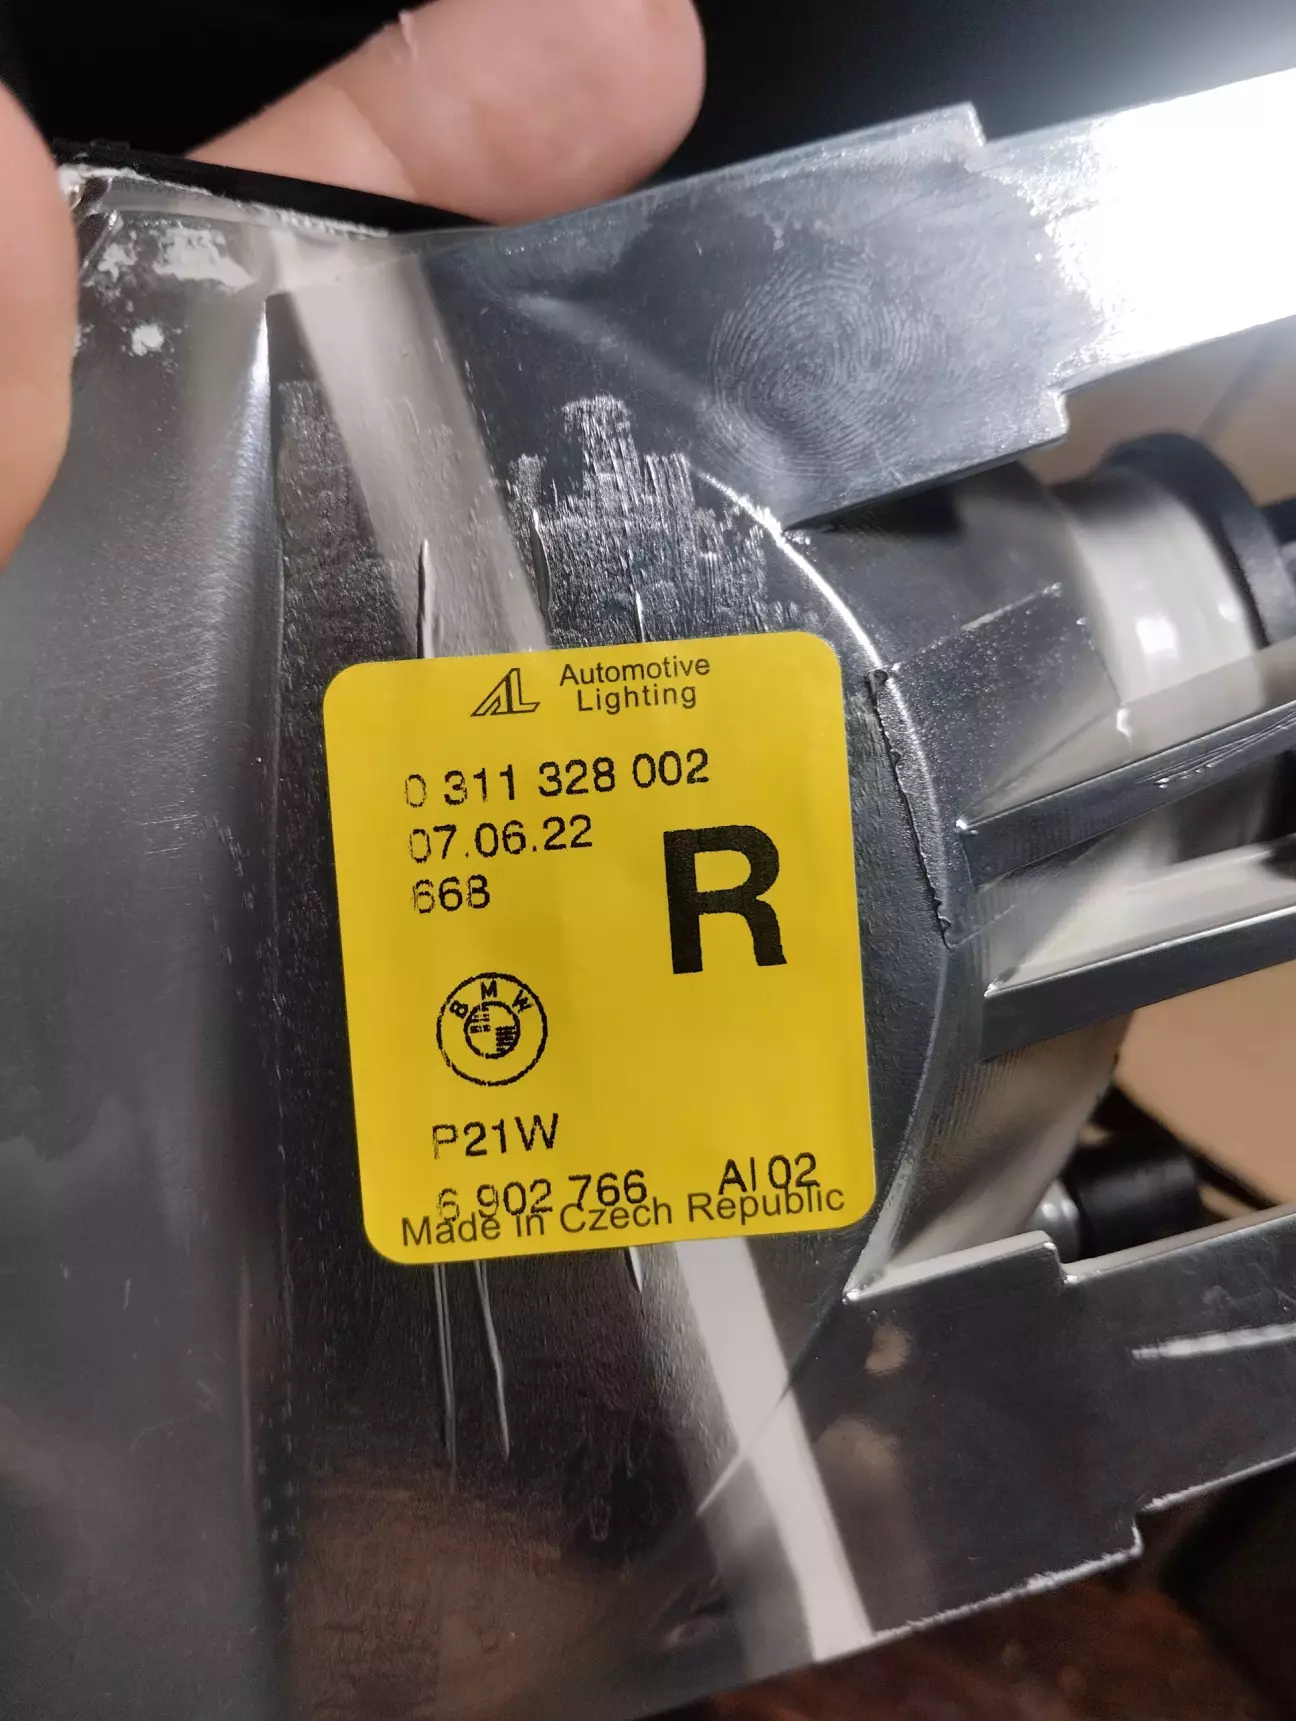 AL Automotive
Lighting
0 311 328 002
07.06.22
668
R
BMW
P21W
6 902 766 AI 02
Made in Czech Republic